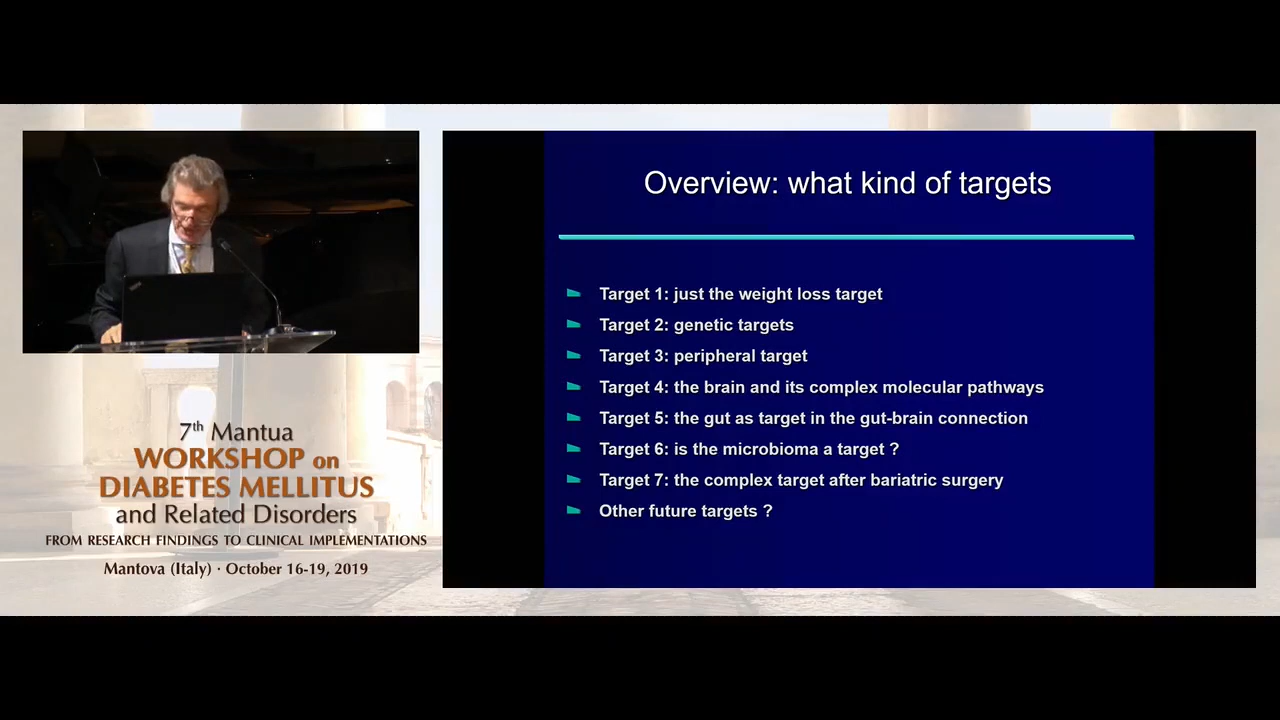 Overview: what kind of targets
Target 1: just the weight loss target
Target 2: genetic targets
Target 3: peripheral target
Target 4: the brain and its complex molecular pathways
Target 5: the gut as target in the gut-brain connection
Target 6: is the microbioma a target ?
Target 7: the complex target after bariatric surgery
Other future targets ?
7th Mantua
WORKSHOP on
DIABETES MELLITUS
and Related Disorders
FROM RESEARCH FINDINGS TO CLINICAL IMPLEMENTATIONS
Mantova (Italy) · October 16-19, 2019